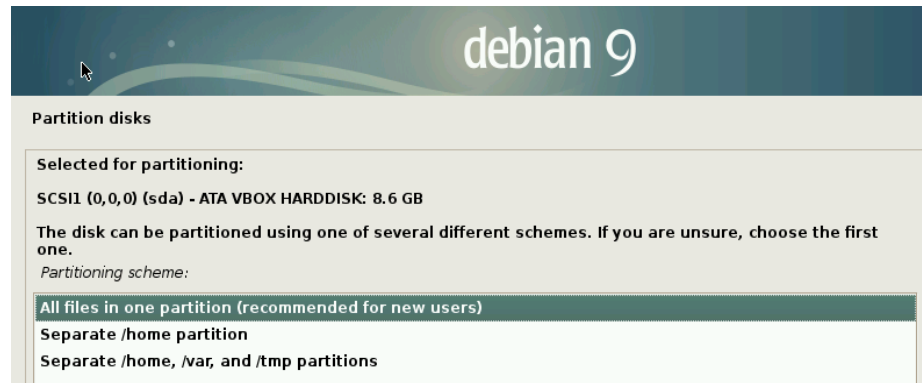 debian 9
Partition disks
Selected for partitioning:
SCSI1 (0,0,0) (sda) - ATA VBOX HARDDISK: 8.6 GB
The disk can be partitioned using one of several different schemes. If you are unsure, choose the first
one.
Partitioning scheme:
All files in one partition (recommended for new users)
Separate /home partition
Separate /home, /var, and /tmp partitions